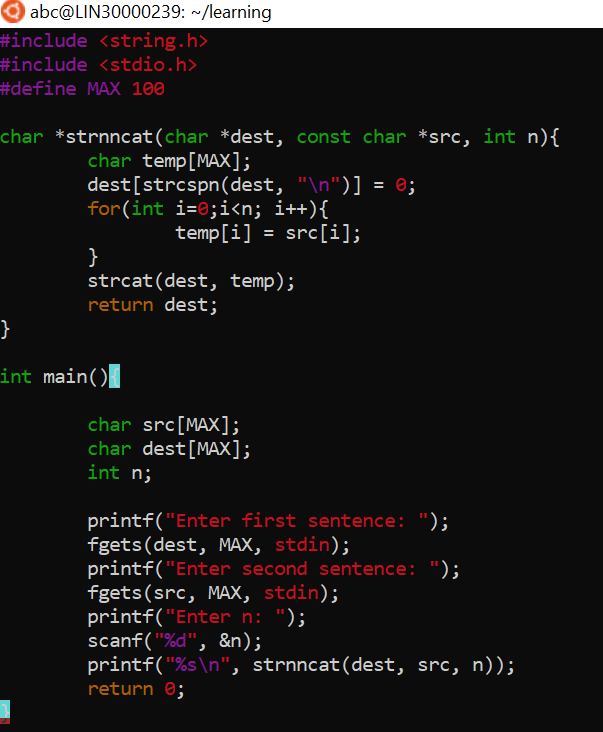 abc@LIN30000239: ~/learning
#include <string.h>
#include <stdio.h>
#define MAX 100
char *strnncat(char *dest, const char *src, int n){
char temp[MAX];
dest[strcspn(dest, "\n")] = 0;
for(int i=0;i<n; i++){
temp[i] = src[i];
}
strcat(dest, temp);
return dest;
}
int main(){
char src[MAX];
char dest[MAX];
int n;
printf("Enter first sentence: ");
fgets(dest, MAX, stdin);
printf("Enter second sentence: ");
fgets(src, MAX, stdin);
printf("Enter n: ");
scanf("%d", &n);
printf("%s\n", strnncat(dest, src, n));
return 0;
}